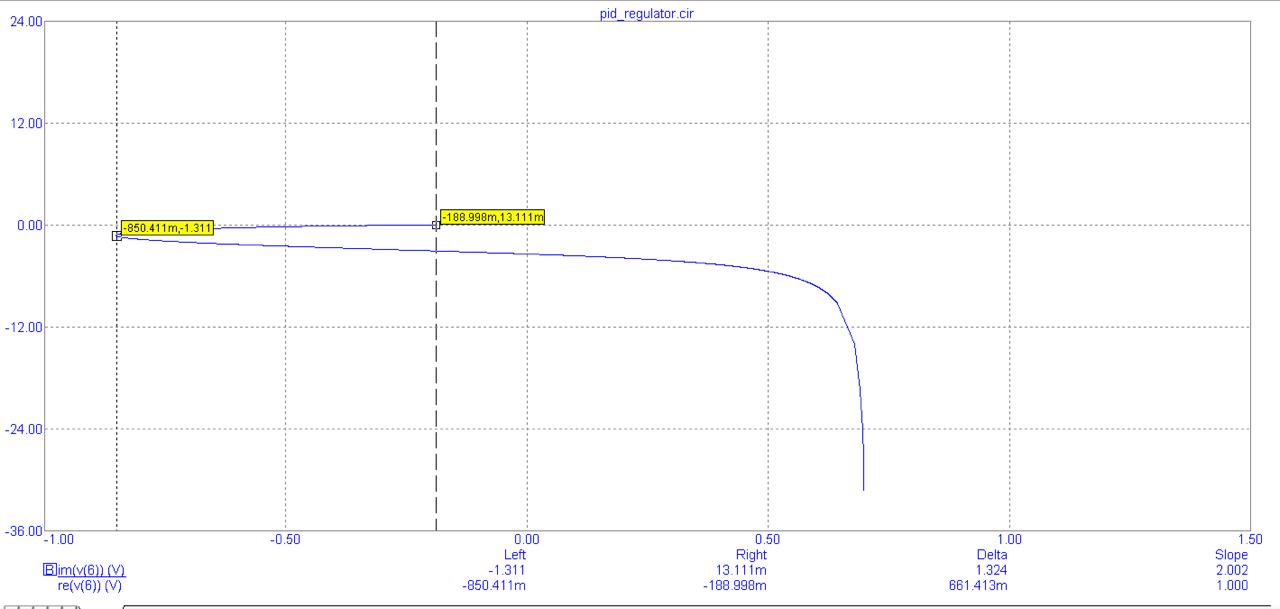 pid_regulator.cir
24.00
12.00
-188.998m,13.111m
0.00
-850.411m,-1.311
-12.00
-24.00
-36.00
-1.00 -0.50 0.00 0.50 1.00 1.50
Left Right Delta Slope
B im(v(6)) (V) -1.311 13.111m 1.324 2.002
re(v(6)) (V) -850.411m -188.998m 661.413m 1.000